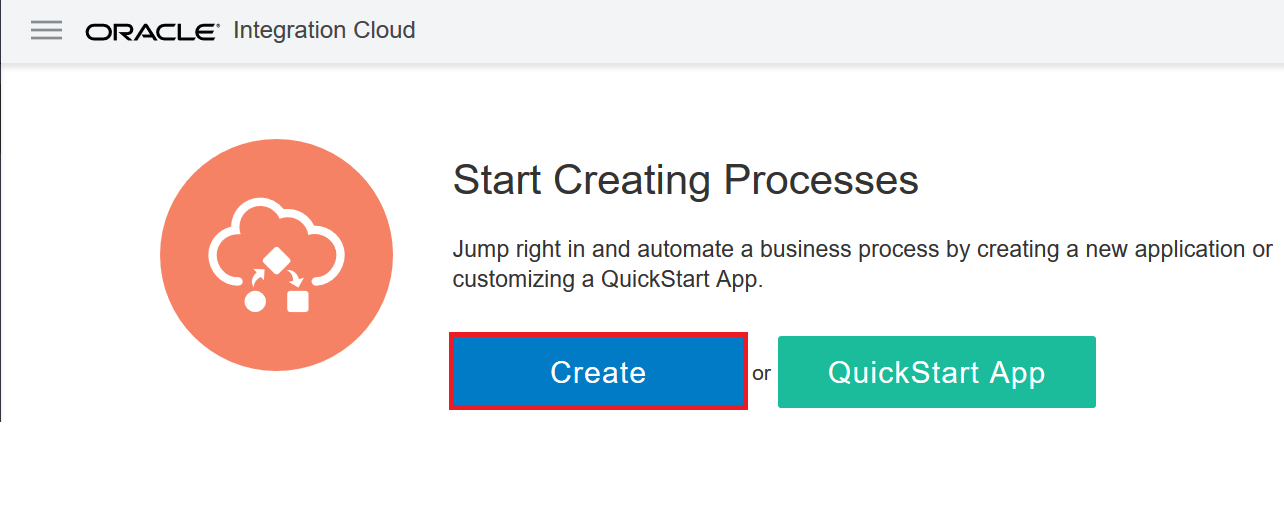 ORACLE® Integration Cloud
Start Creating Processes
Jump right in and automate a business process by creating a new application or
customizing a QuickStart App.
Create or QuickStart App